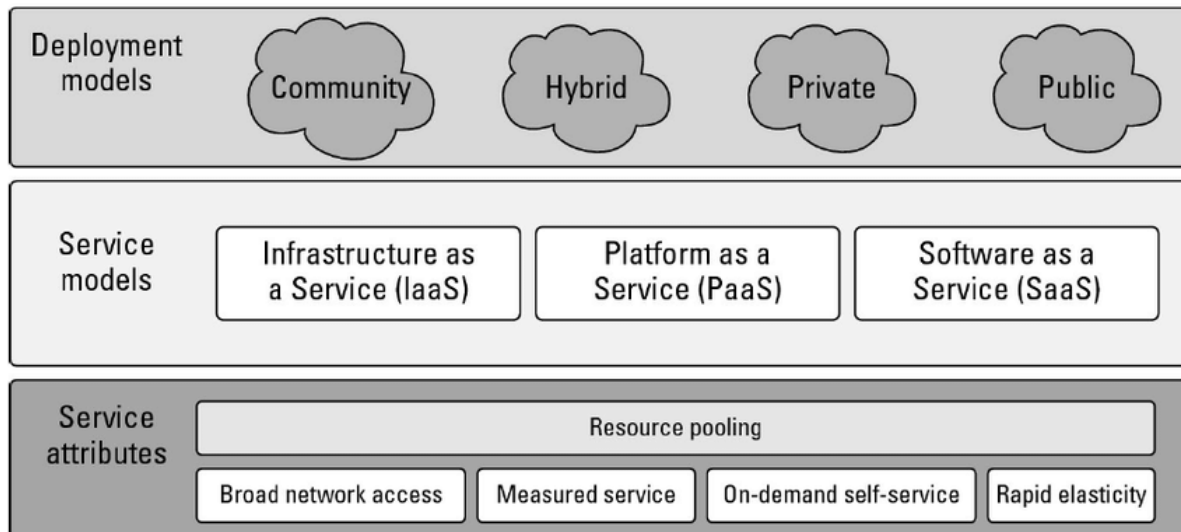 Deployment
models
Community
Hybrid
Private
Public
Service
models
Infrastructure as
a Service (IaaS)
Platform as a
Service (PaaS)
Software as a
Service (SaaS)
Service
attributes
Resource pooling
Broad network access
Measured service
On-demand self-service
Rapid elasticity